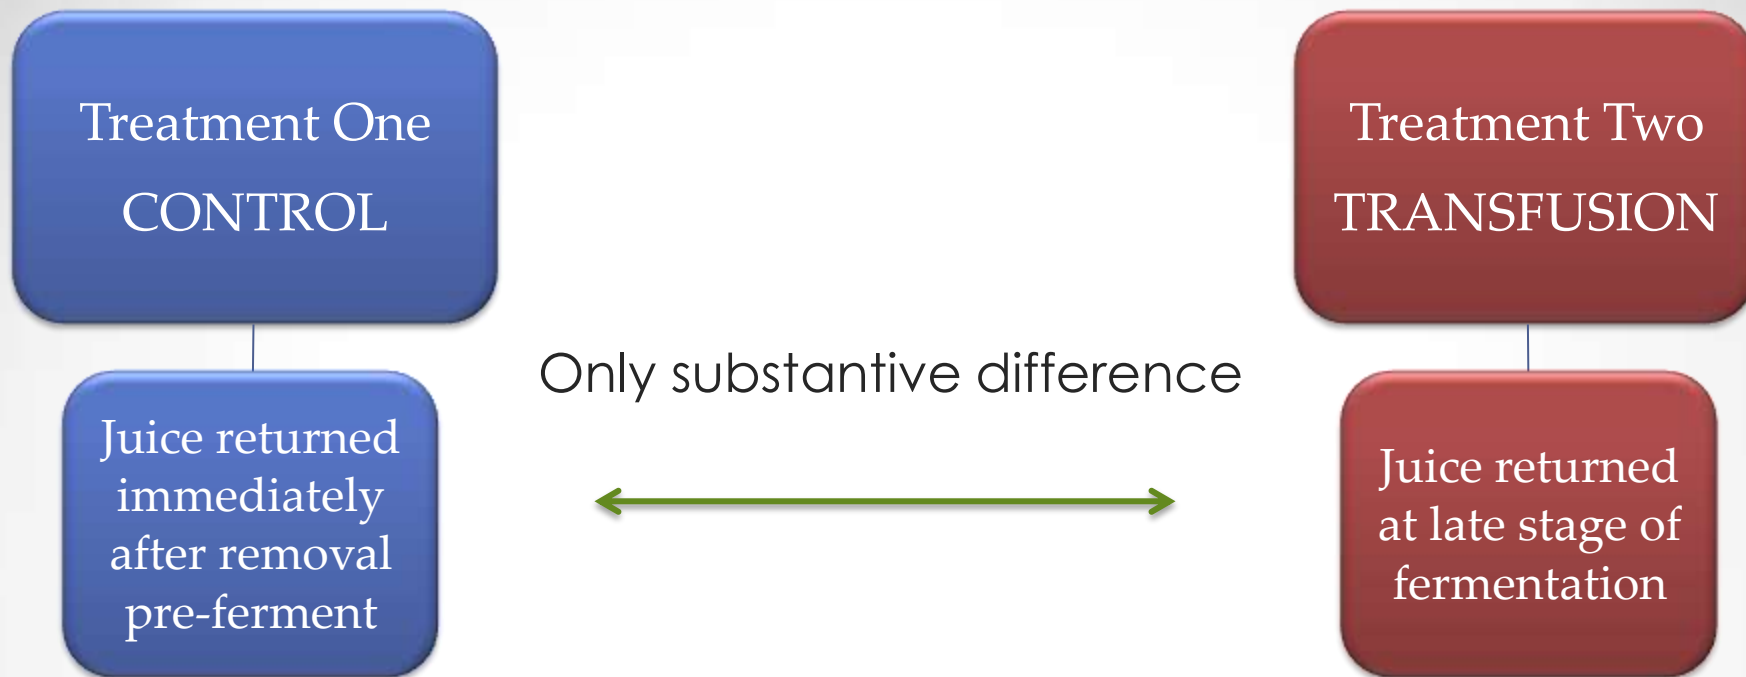 Treatment One
CONTROL
Treatment Two
TRANSFUSION
Only substantive difference
Juice returned
immediately
after removal
pre-ferment
Juice returned
at late stage of
fermentation